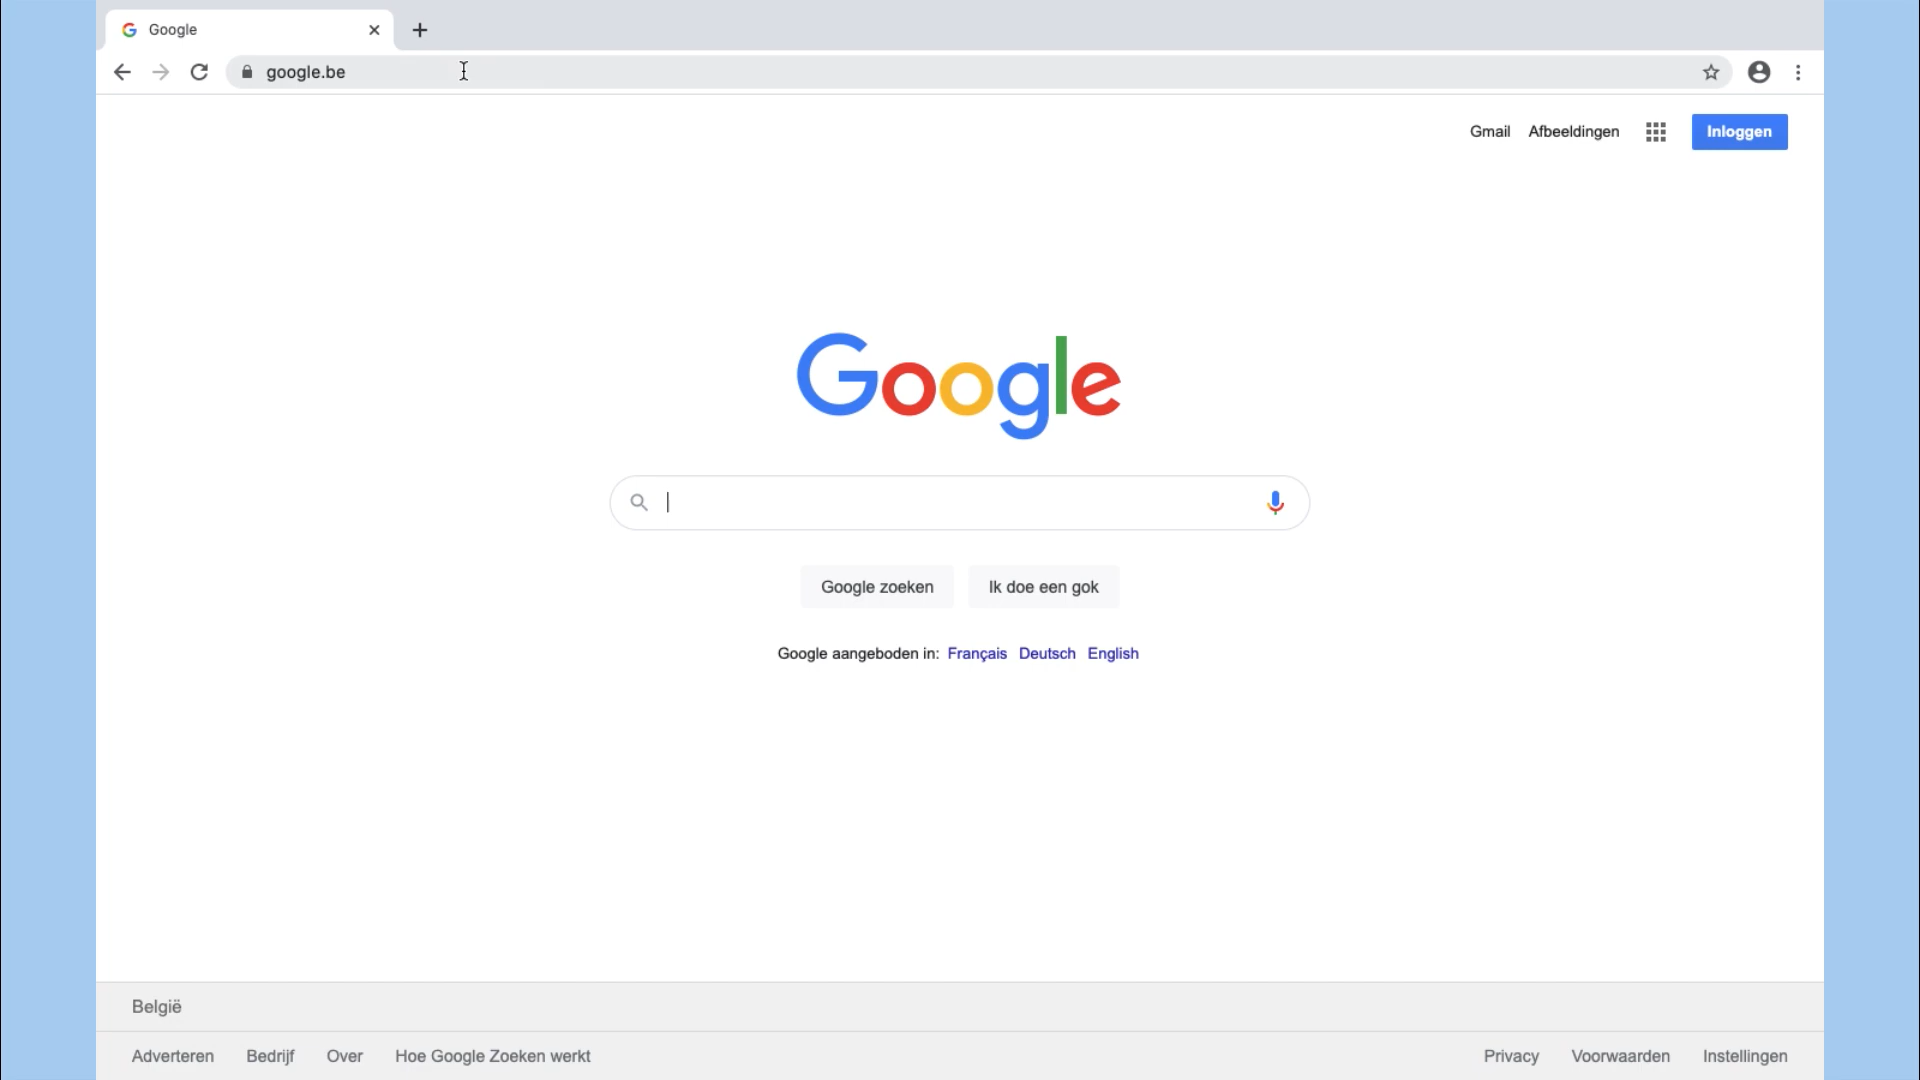 Google
google.be
Gmail Afbeeldingen Inloggen
Google
Google zoeken Ik doe een gok
Google aangeboden in: Français Deutsch English
België
Adverteren Bedrijf Over Hoe Google Zoeken werkt Privacy Voorwaarden Instellingen